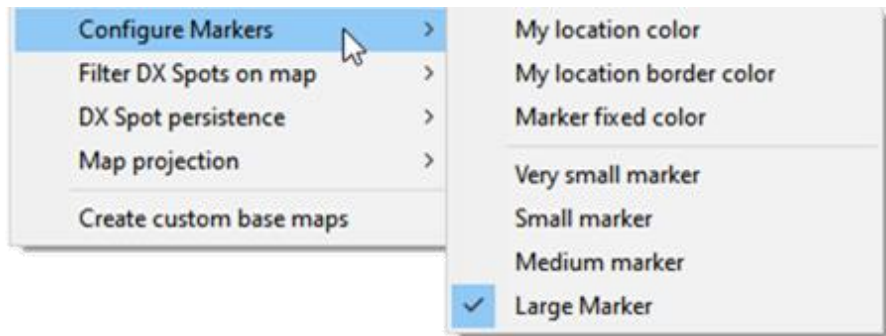 Configure Markers
Filter DX Spots on map
DX Spot persistence
Map projection
Create custom base maps
My location color
My location border color
Marker fixed color
Very small marker
Small marker
Medium marker
Large Marker